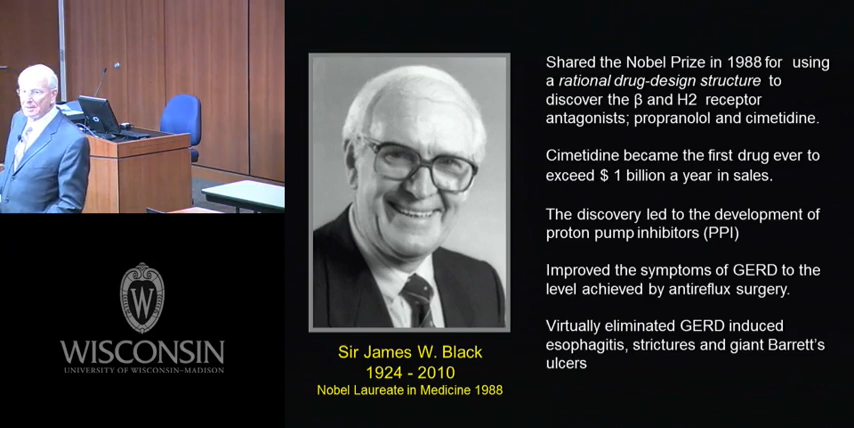 Shared the Nobel Prize in 1988 for using
a rational drug-design structure to
discover the β and H2 receptor
antagonists; propranolol and cimetidine.
Cimetidine became the first drug ever to
exceed $ 1 billion a year in sales.
The discovery led to the development of
proton pump inhibitors (PPI)
Improved the symptoms of GERD to the
level achieved by antireflux surgery.
Virtually eliminated GERD induced
esophagitis, strictures and giant Barrett's
ulcers
Sir James W. Black
1924 - 2010
Nobel Laureate in Medicine 1988
W
WISCONSIN
UNIVERSITY OF WISCONSIN–MADISON